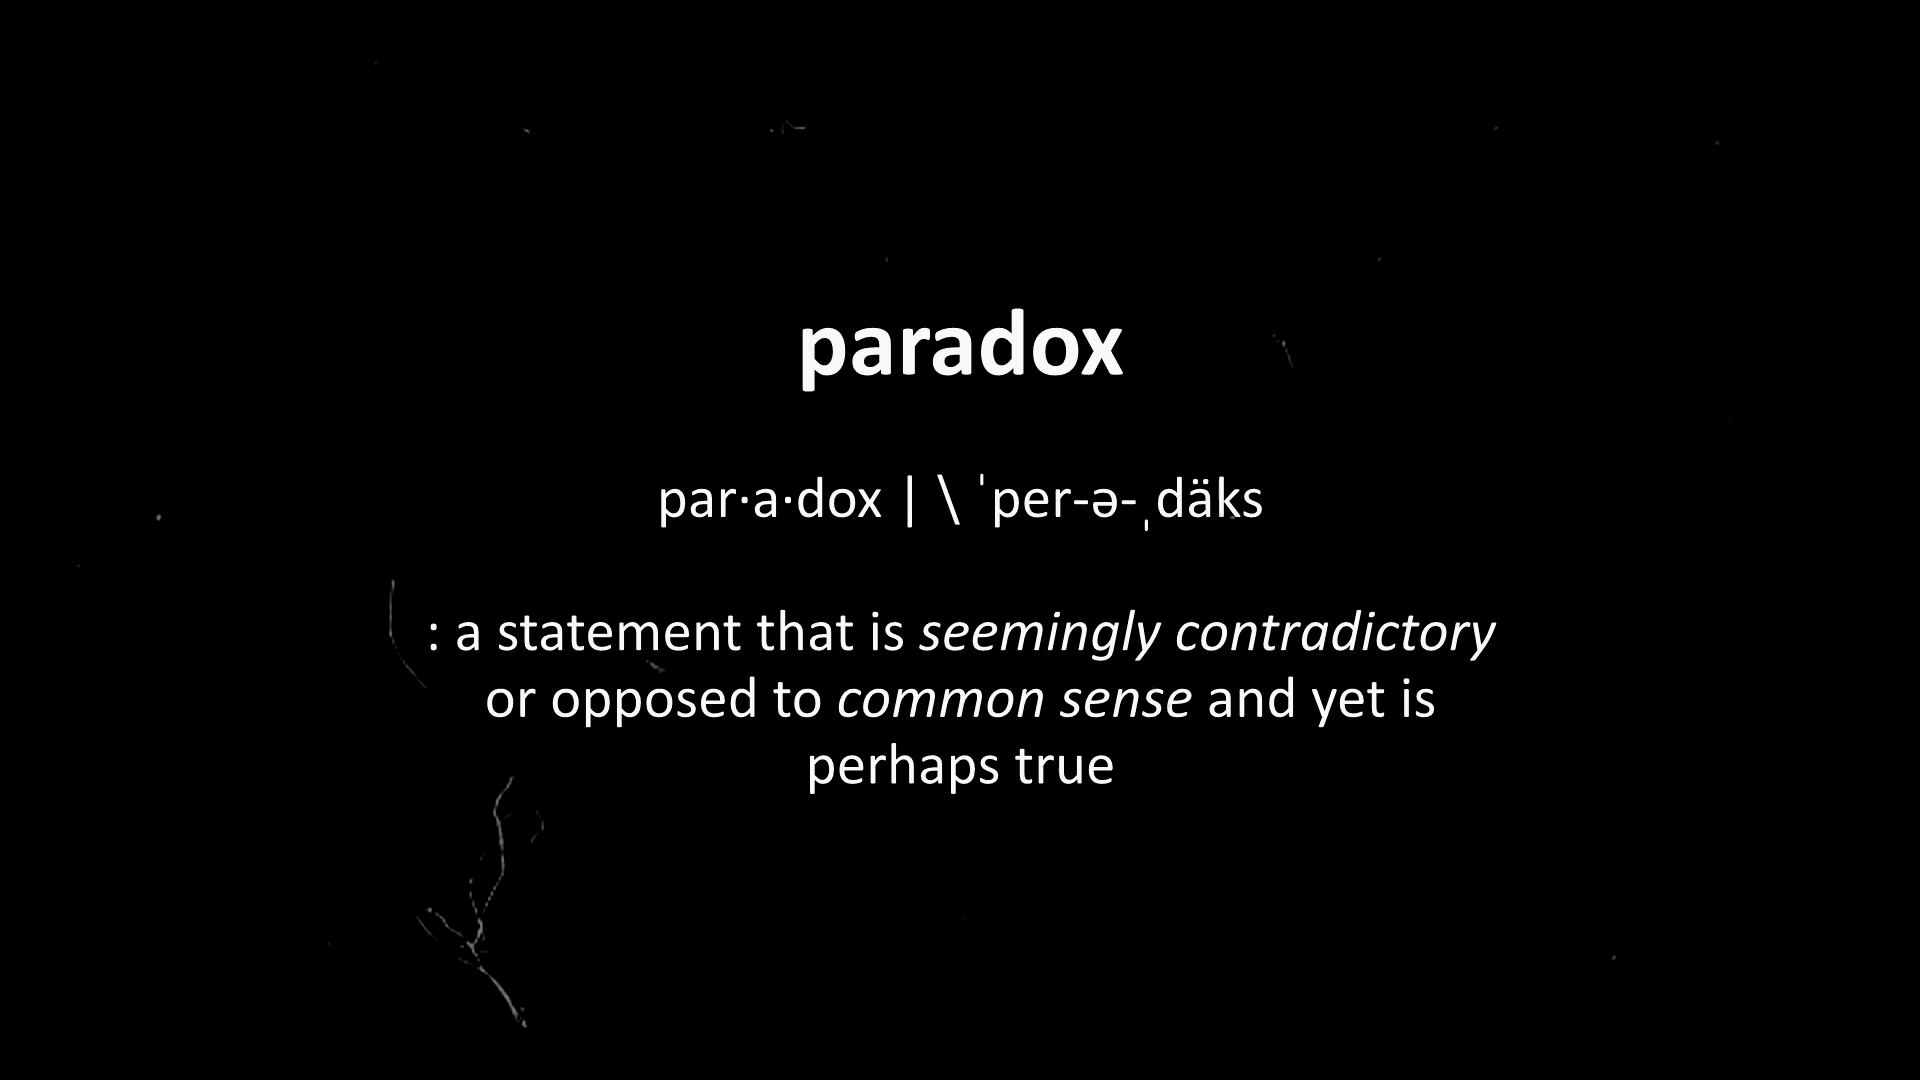 paradox
par·a·dox | \ ˈper-ə-ˌdäks
: a statement that is seemingly contradictory
or opposed to common sense and yet is
perhaps true